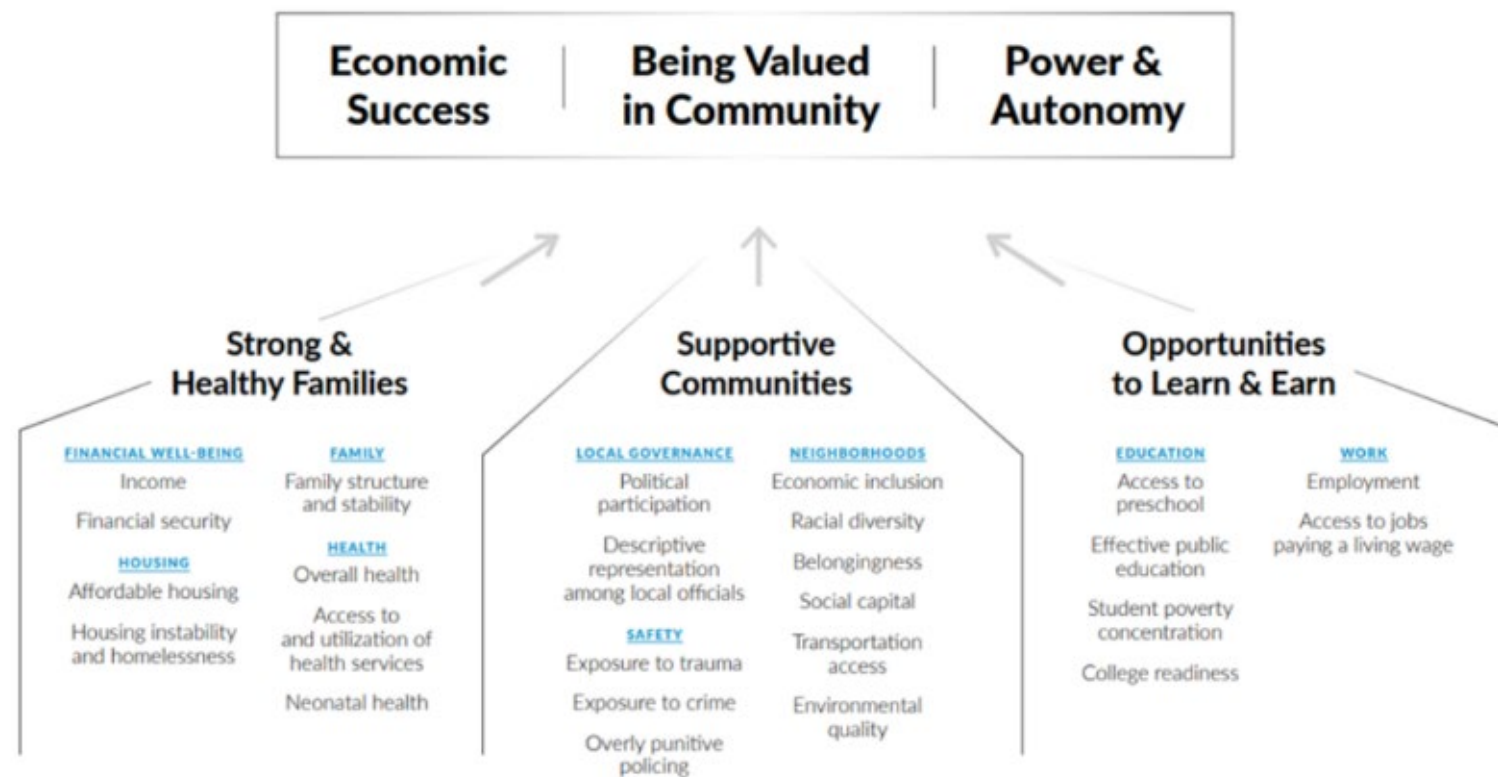 Economic
Success
Being Valued
in Community
Power &
Autonomy
Strong &
Healthy Families
FINANCIAL WELL-BEING
Income
Financial security
HOUSING
Affordable housing
Housing instability
and homelessness
FAMILY
Family structure
and stability
HEALTH
Overall health
Access to
and utilization of
health services
Neonatal health
Supportive
Communities
LOCAL GOVERNANCE
Political
participation
Descriptive
representation
among local officials
SAFETY
Exposure to trauma
Exposure to crime
Overly punitive
policing
NEIGHBORHOODS
Economic inclusion
Racial diversity
Belongingness
Social capital
Transportation
access
Environmental
quality
Opportunities
to Learn & Earn
EDUCATION
Access to
preschool
Effective public
education
Student poverty
concentration
College readiness
WORK
Employment
Access to jobs
paying a living wage